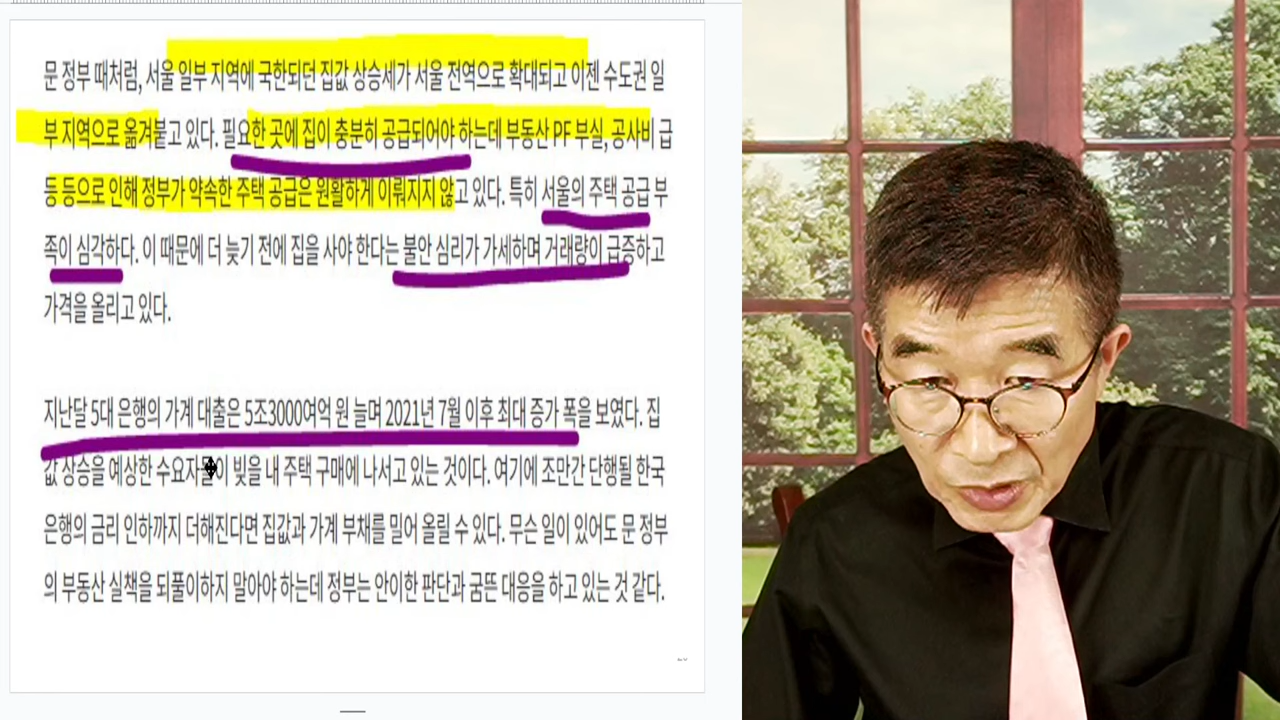 문 정부 때처럼, 서울 일부 지역에 국한되던 집값 상승세가 서울 전역으로 확대되고 이젠 수도권 일
부 지역으로 옮겨붙고 있다. 필요한 곳에 집이 충분히 공급되어야 하는데 부동산 PF 부실, 공사비 급
등 등으로 인해 정부가 약속한 주택 공급은 원활하게 이뤄지지 않고 있다. 특히 서울의 주택 공급 부
족이 심각하다. 이 때문에 더 늦기 전에 집을 사야 한다는 불안 심리가 가세하며 거래량이 급증하고
가격을 올리고 있다.
지난달 5대 은행의 가계 대출은 5조3000여억 원 늘며 2021년 7월 이후 최대 증가 폭을 보였다. 집
값 상승을 예상한 수요자들이 빚을 내 주택 구매에 나서고 있는 것이다. 여기에 조만간 단행될 한국
은행의 금리 인하까지 더해진다면 집값과 가계 부채를 밀어 올릴 수 있다. 무슨 일이 있어도 문 정부
의 부동산 실책을 되풀이하지 말아야 하는데 정부는 안이한 판단과 굼뜬 대응을 하고 있는 것 같다.